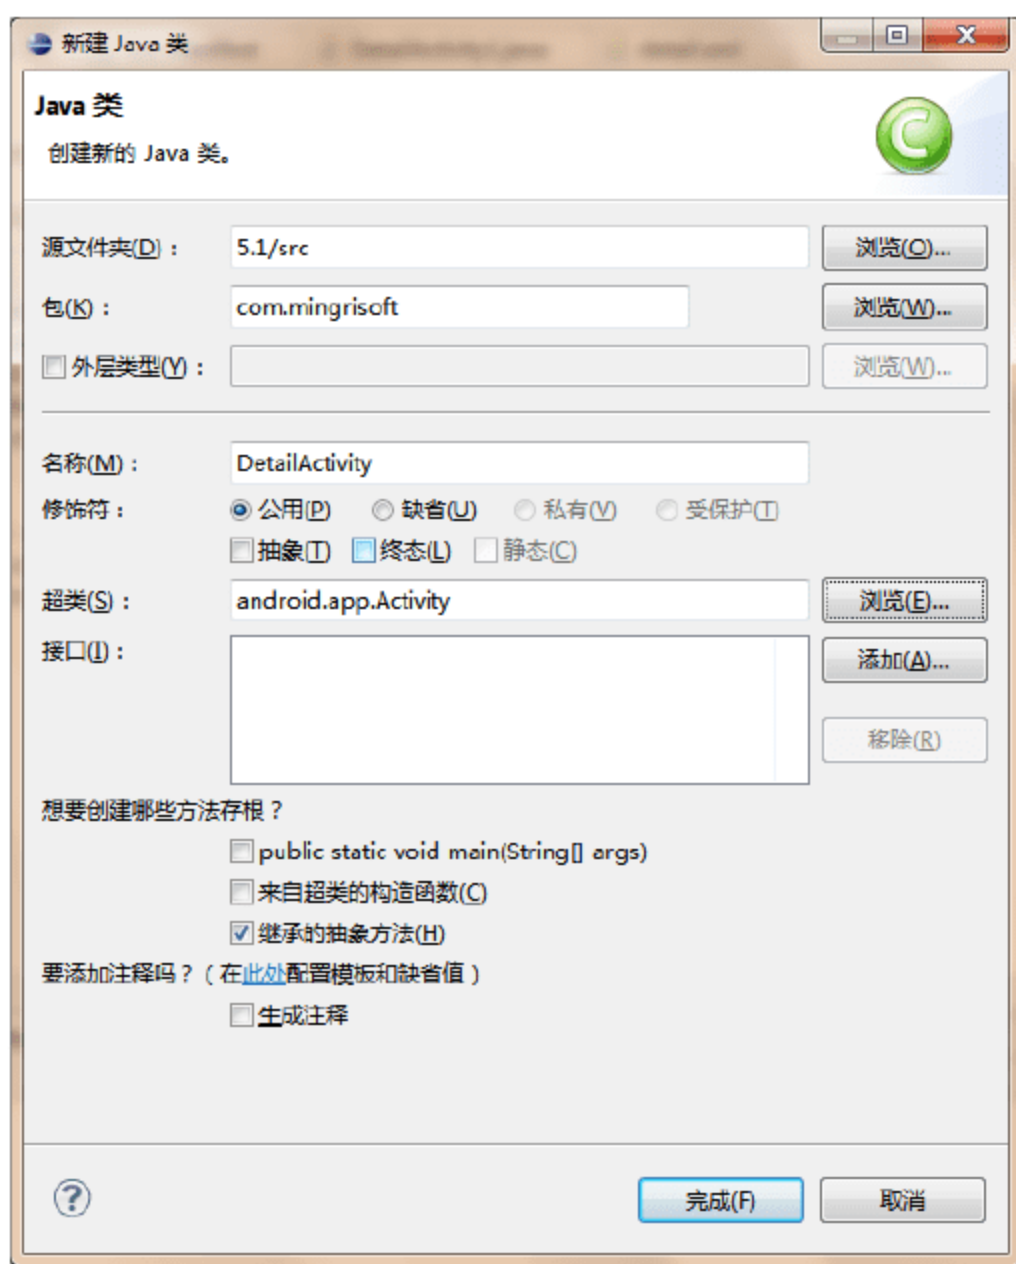 新建 Java 类
Java 类
创建新的 Java 类。
源文件夹(D)： 5.1/src 浏览(O)...
包(K)： com.mingrisoft 浏览(W)...
外层类型(Y)： 浏览(W)...
名称(M)： DetailActivity
修饰符： 公用(P) 缺省(U) 私有(V) 受保护(T)
抽象(T) 终态(L) 静态(C)
超类(S)： android.app.Activity 浏览(E)...
接口(I)： 添加(A)...
移除(R)
想要创建哪些方法存根？
public static void main(String[] args)
来自超类的构造函数(C)
继承的抽象方法(H)
要添加注释吗？（在此处配置模板和缺省值）
生成注释
完成(F) 取消